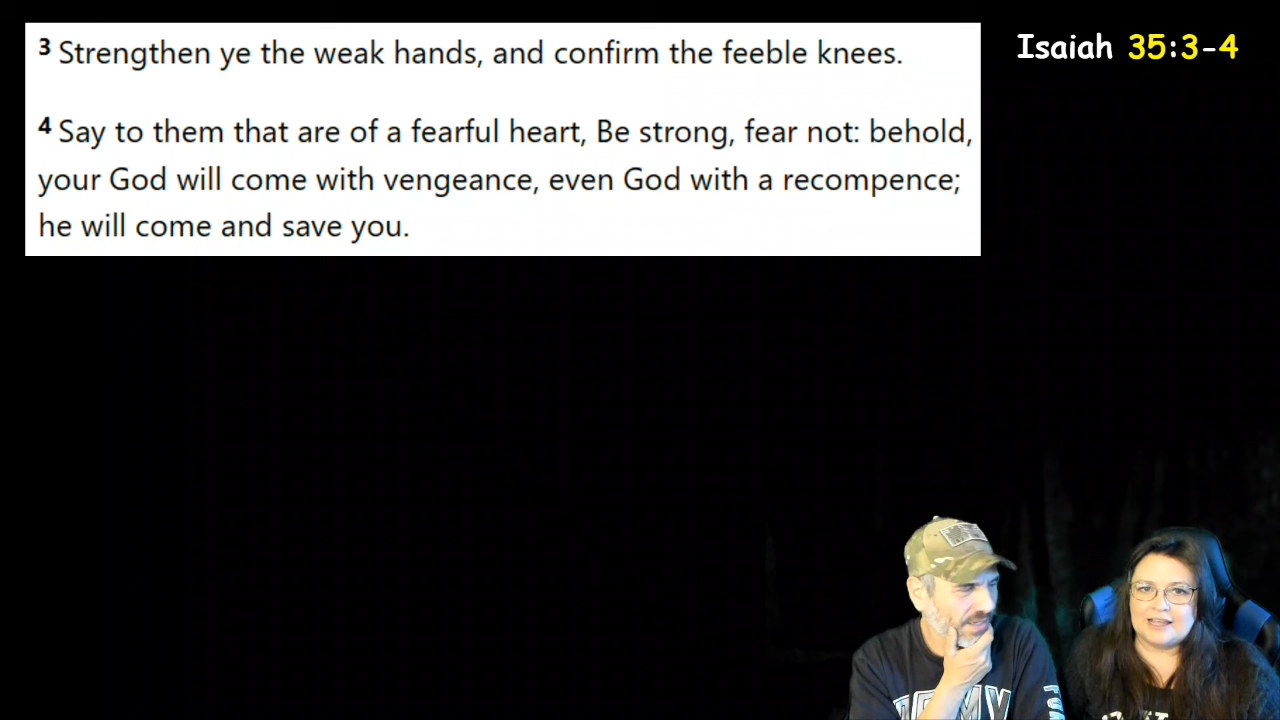 3 Strengthen ye the weak hands, and confirm the feeble knees.
Isaiah 35:3-4
4 Say to them that are of a fearful heart, Be strong, fear not: behold,
your God will come with vengeance, even God with a recompence;
he will come and save you.